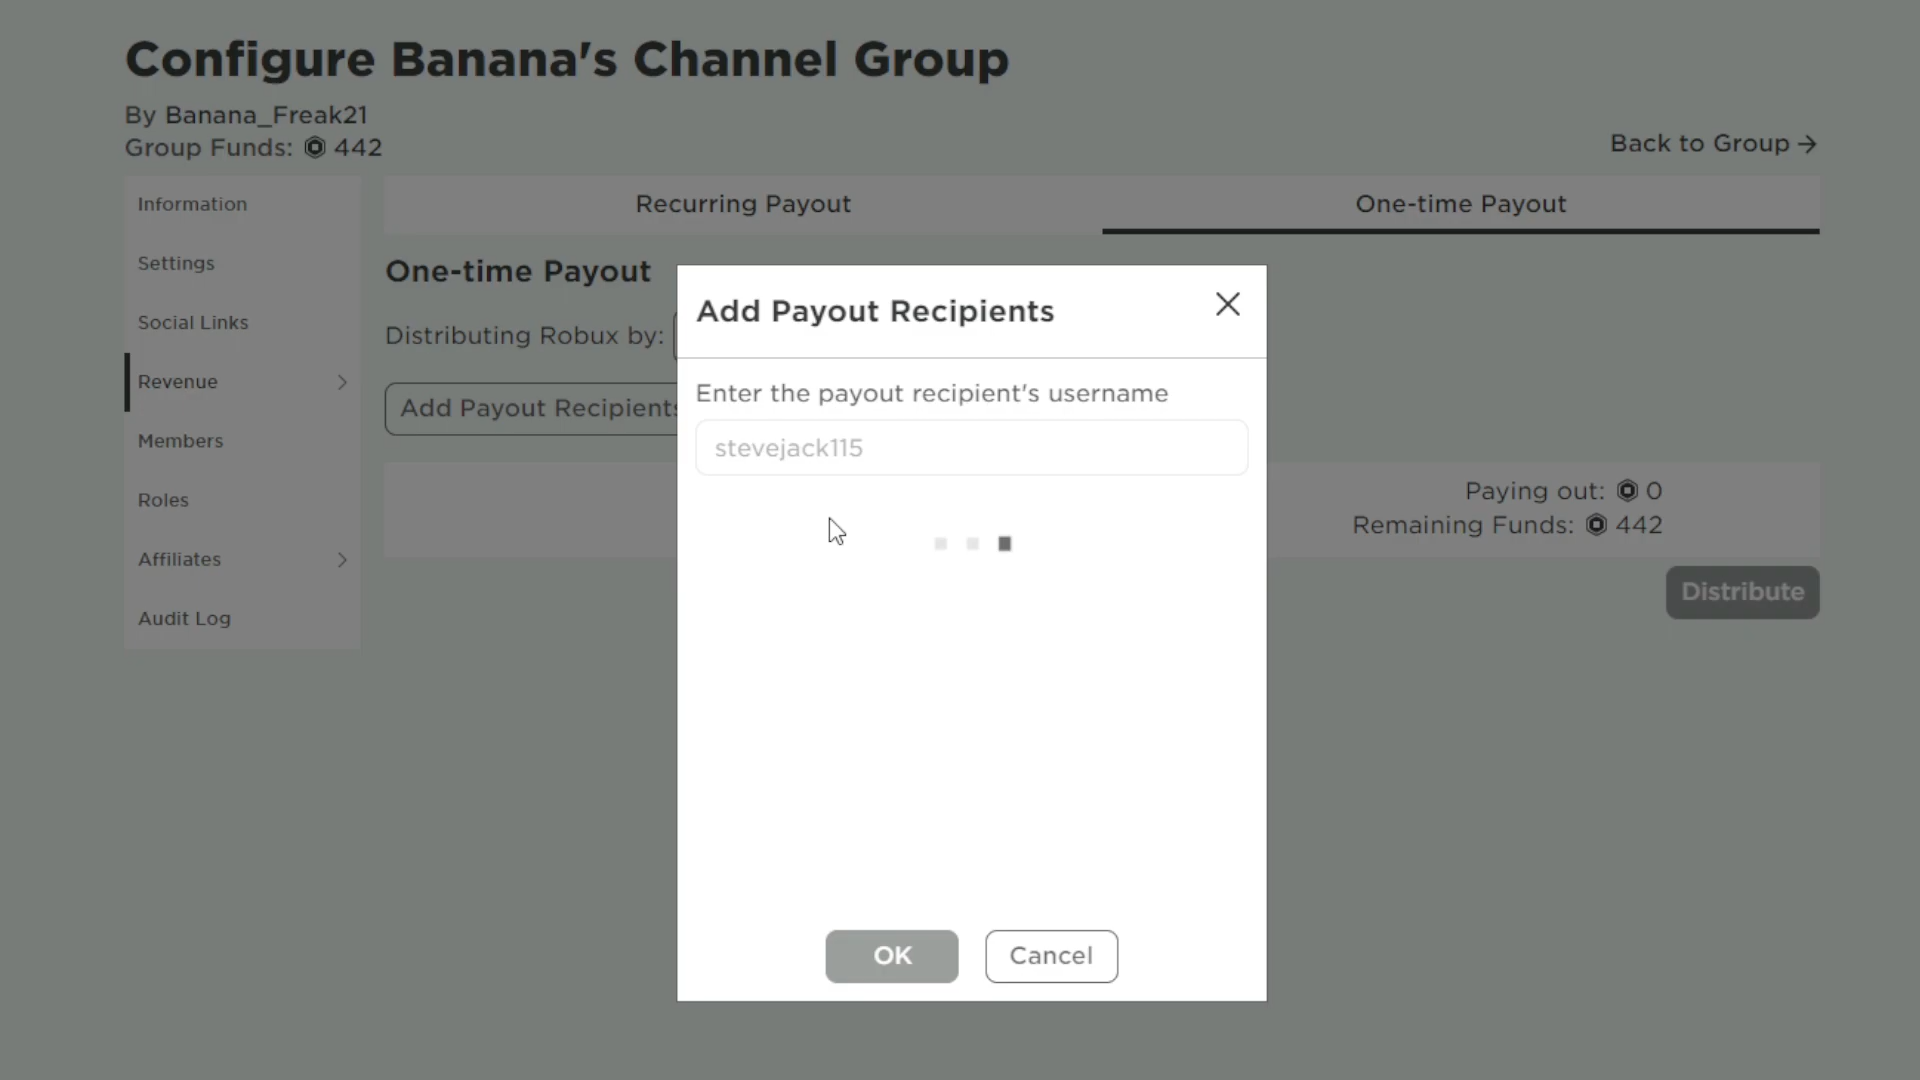 Configure Banana's Channel Group
By Banana_Freak21
Group Funds: 442
Back to Group
Information
Settings
Social Links
Revenue
Members
Roles
Affiliates
Audit Log
Recurring Payout
One-time Payout
One-time Payout
Distributing Robux by:
Add Payout Recipients
Add Payout Recipients
Enter the payout recipient's username
stevejack115
OK
Cancel
Paying out: 0
Remaining Funds: 442
Distribute